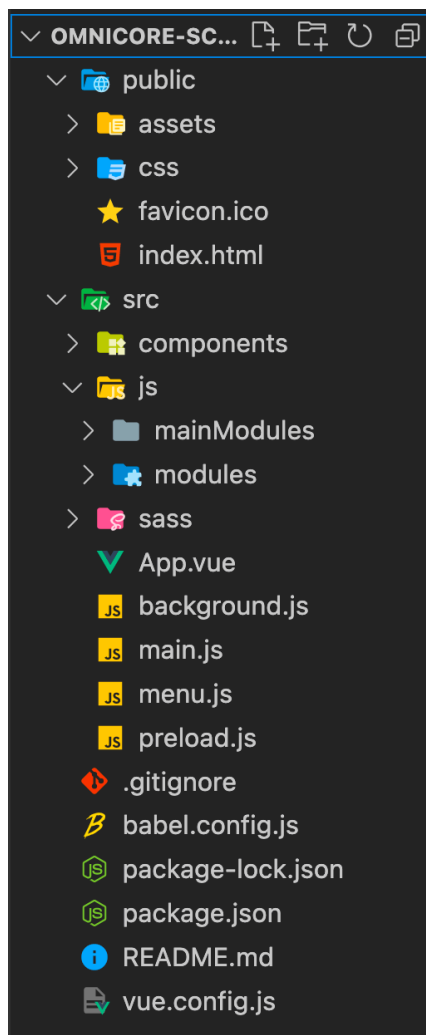 OMNICORE-SC...
public
assets
css
favicon.ico
index.html
src
components
js
mainModules
modules
sass
App.vue
background.js
main.js
menu.js
preload.js
.gitignore
babel.config.js
package-lock.json
package.json
README.md
vue.config.js